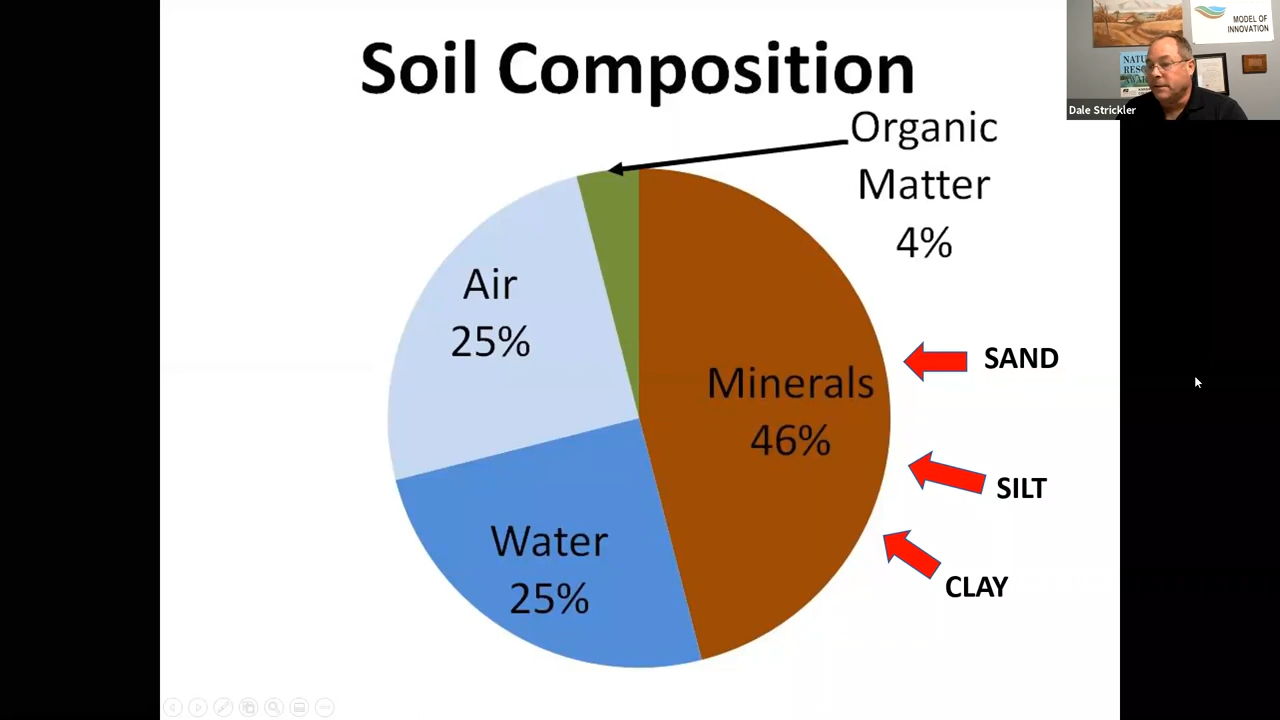 Soil Composition
MODEL OF
INNOVATION
Dale Strickler
Organic
Matter
4%
Air
25%
Minerals
46%
Water
25%
SAND
SILT
CLAY